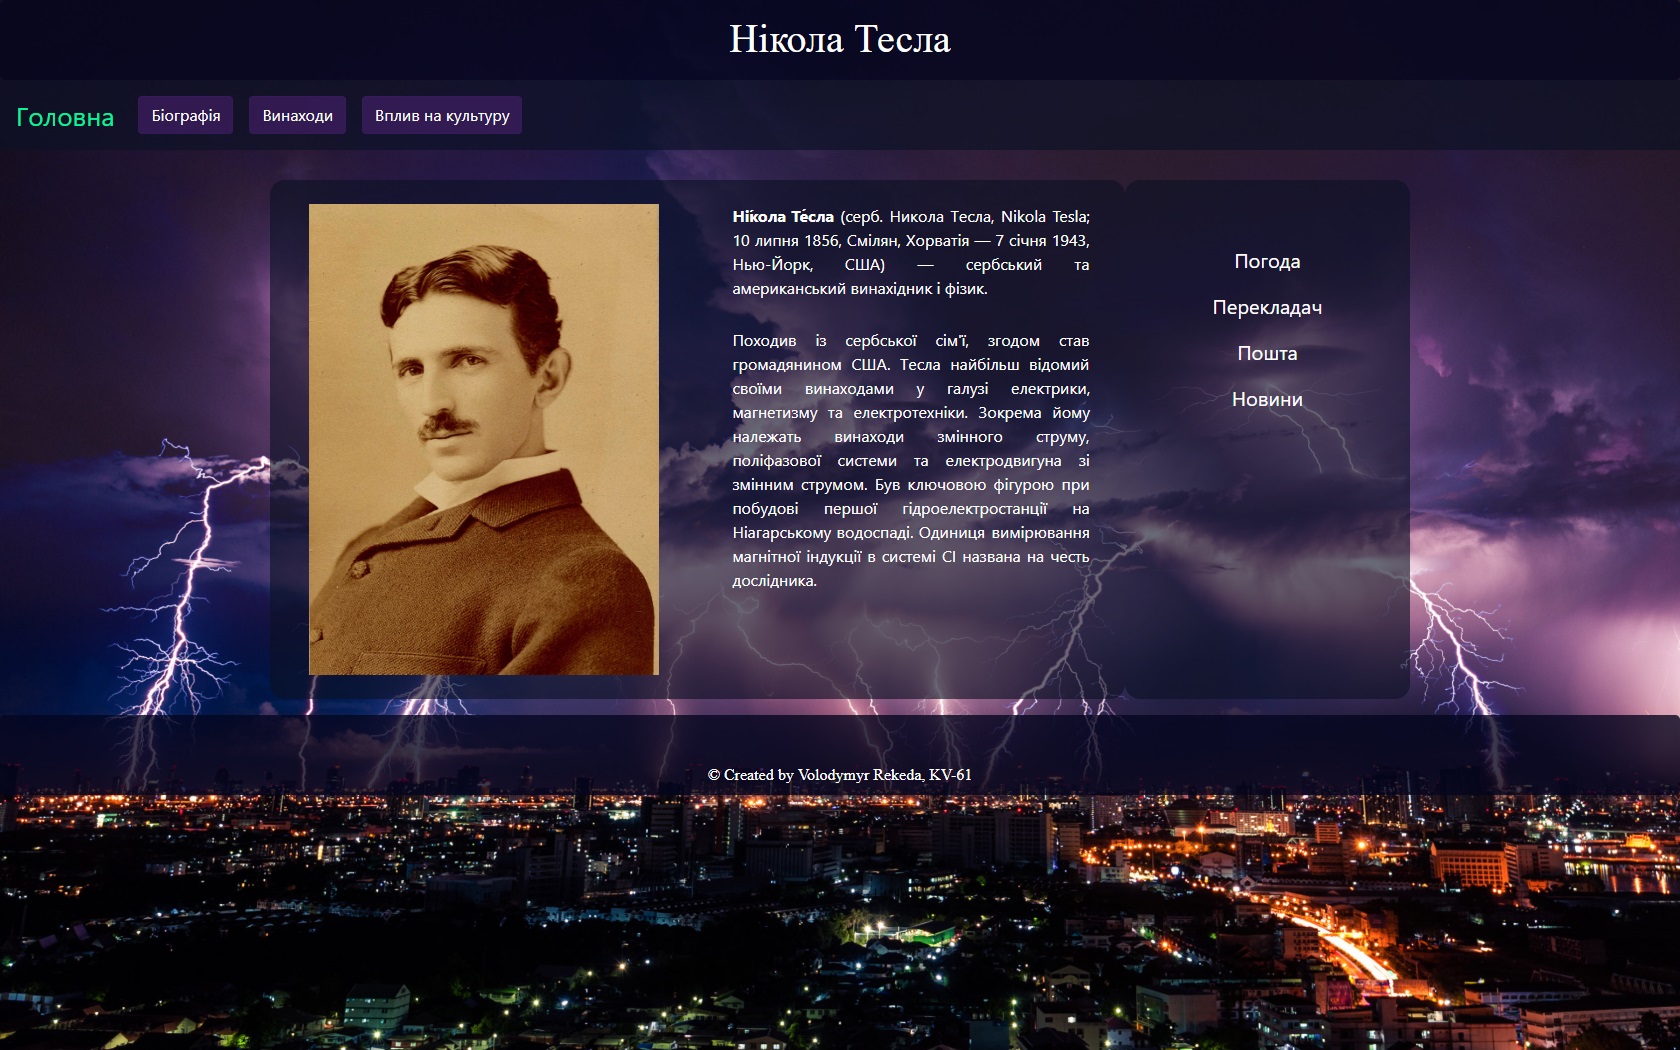 Нікола Тесла
Головна Біографія Винаходи Вплив на культуру
Ні́кола Те́сла (серб. Никола Тесла, Nikola Tesla;
10 липня 1856, Смілян, Хорватія — 7 січня 1943,
Нью-Йорк, США) — сербський та
американський винахідник і фізик.
Походив із сербської сім'ї, згодом став
громадянином США. Тесла найбільш відомий
своїми винаходами у галузі електрики,
магнетизму та електротехніки. Зокрема йому
належать винаходи змінного струму,
поліфазової системи та електродвигуна зі
змінним струмом. Був ключовою фігурою при
побудові першої гідроелектростанції на
Ніагарському водоспаді. Одиниця вимірювання
магнітної індукції в системі СІ названа на честь
дослідника.
Погода
Перекладач
Пошта
Новини
© Created by Volodymyr Rekeda, KV-61